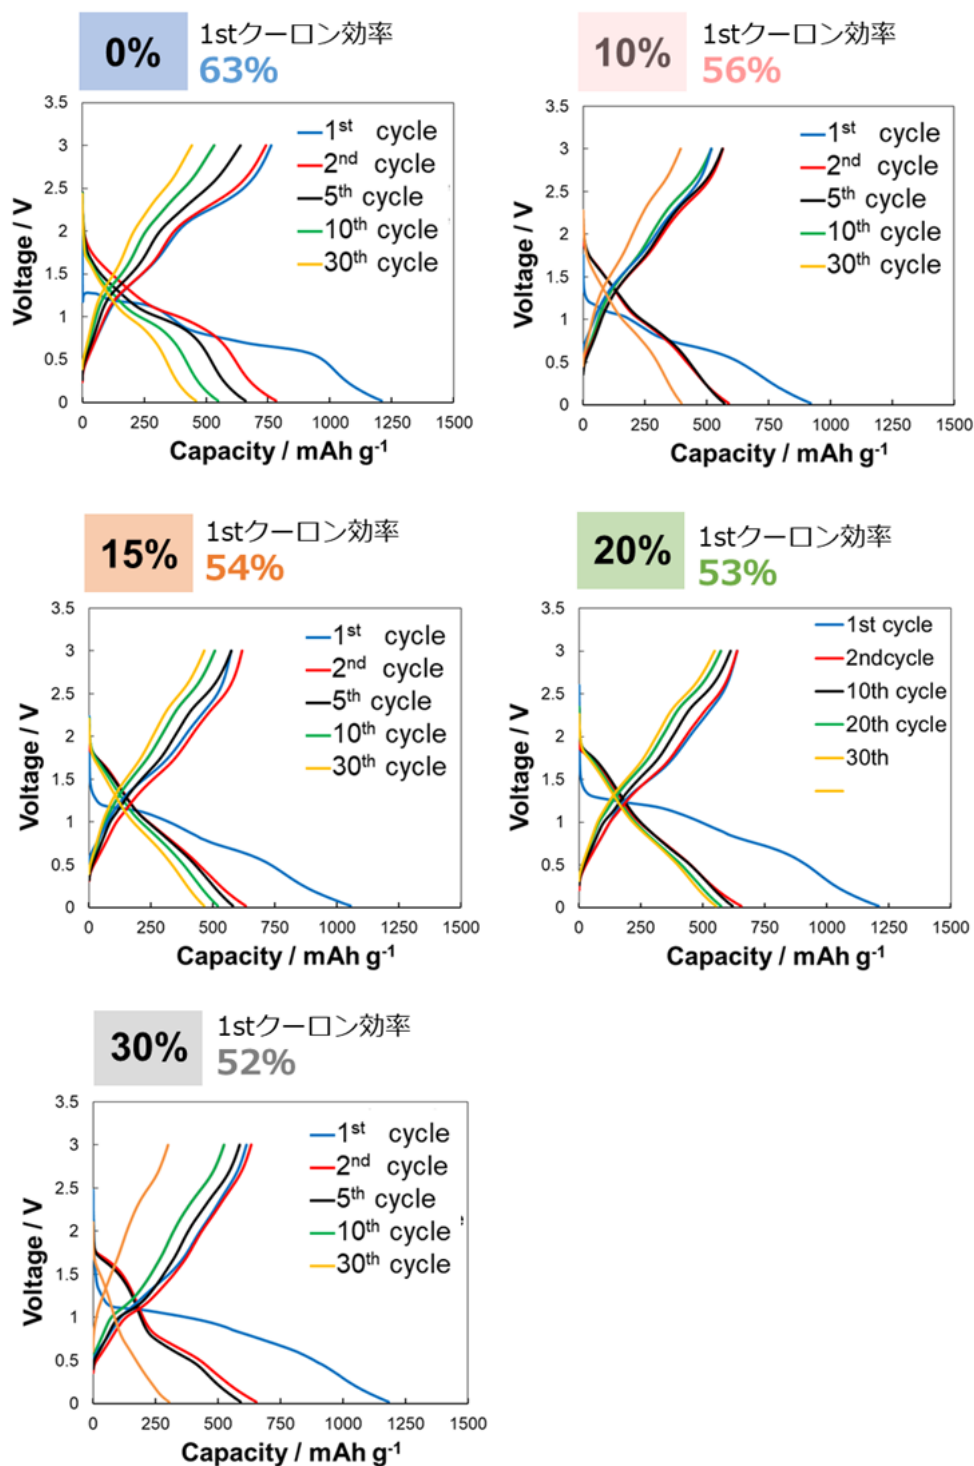 0%
1stクーロン効率
63%
3.5
3
2.5
2
1.5
1
0.5
0
Voltage / V
1st cycle
2nd cycle
5th cycle
10th cycle
30th cycle
0 250 500 750 1000 1250 1500
Capacity / mAh g-1
10%
1stクーロン効率
56%
3.5
3
2.5
2
1.5
1
0.5
0
Voltage / V
1st cycle
2nd cycle
5th cycle
10th cycle
30th cycle
0 250 500 750 1000 1250 1500
Capacity / mAh g-1
15%
1stクーロン効率
54%
3.5
3
2.5
2
1.5
1
0.5
0
Voltage / V
1st cycle
2nd cycle
5th cycle
10th cycle
30th cycle
0 250 500 750 1000 1250 1500
Capacity / mAh g-1
20%
1stクーロン効率
53%
3.5
3
2.5
2
1.5
1
0.5
0
Voltage / V
1st cycle
2ndcycle
10th cycle
20th cycle
30th
0 250 500 750 1000 1250 1500
Capacity / mAh g-1
30%
1stクーロン効率
52%
3.5
3
2.5
2
1.5
1
0.5
0
Voltage / V
1st cycle
2nd cycle
5th cycle
10th cycle
30th cycle
0 250 500 750 1000 1250 1500
Capacity / mAh g-1